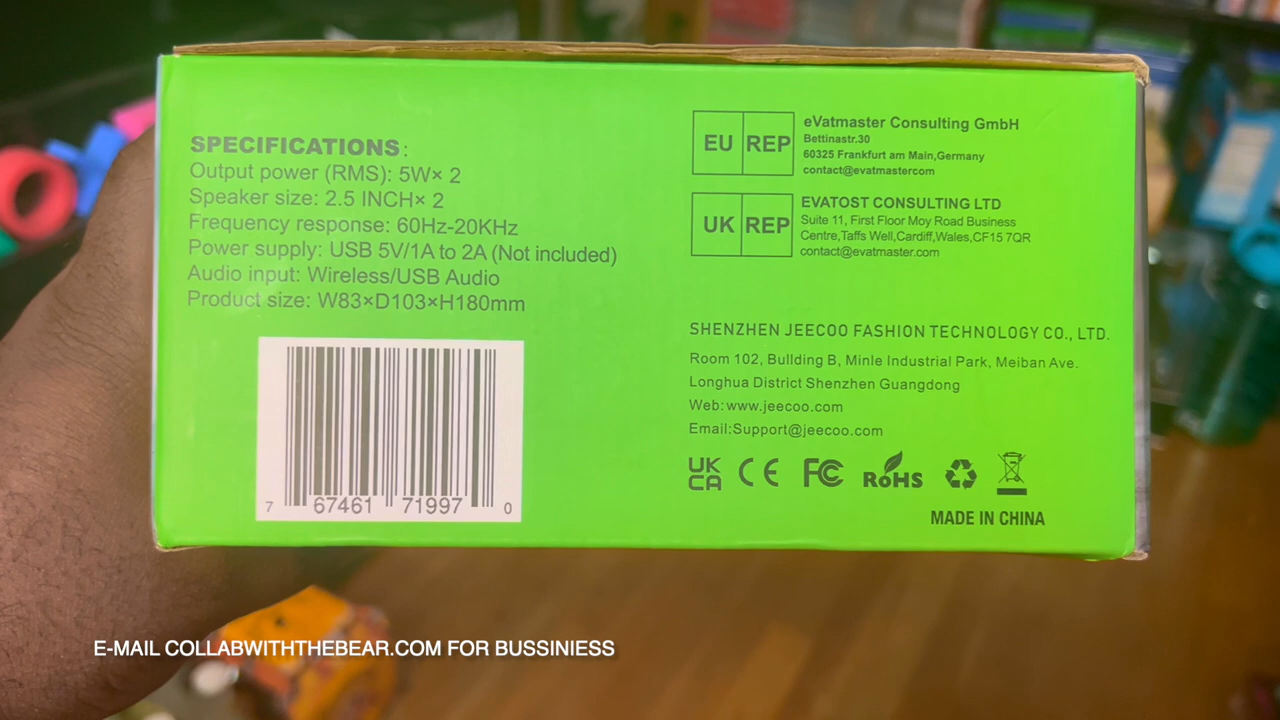 SPECIFICATIONS:
Output power (RMS): 5W× 2
Speaker size: 2.5 INCH× 2
Frequency response: 60Hz-20KHz
Power supply: USB 5V/1A to 2A (Not included)
Audio input: Wireless/USB Audio
Product size: W83×D103×H180mm
7 67461 71997 0
EU REP
eVatmaster Consulting GmbH
Bettinastr.30
60325 Frankfurt am Main,Germany
contact@evatmastercom
UK REP
EVATOST CONSULTING LTD
Suite 11, First Floor Moy Road Business
Centre,Taffs Well,Cardiff,Wales,CF15 7QR
contact@evatmaster.com
SHENZHEN JEECOO FASHION TECHNOLOGY CO., LTD.
Room 102, Bullding B, Minle Industrial Park, Meiban Ave.
Longhua District Shenzhen Guangdong
Web:www.jeecoo.com
Email:Support@jeecoo.com
UK
CA CE FC RoHS
MADE IN CHINA
E-MAIL COLLABWITHTHEBEAR.COM FOR BUSSINIESS